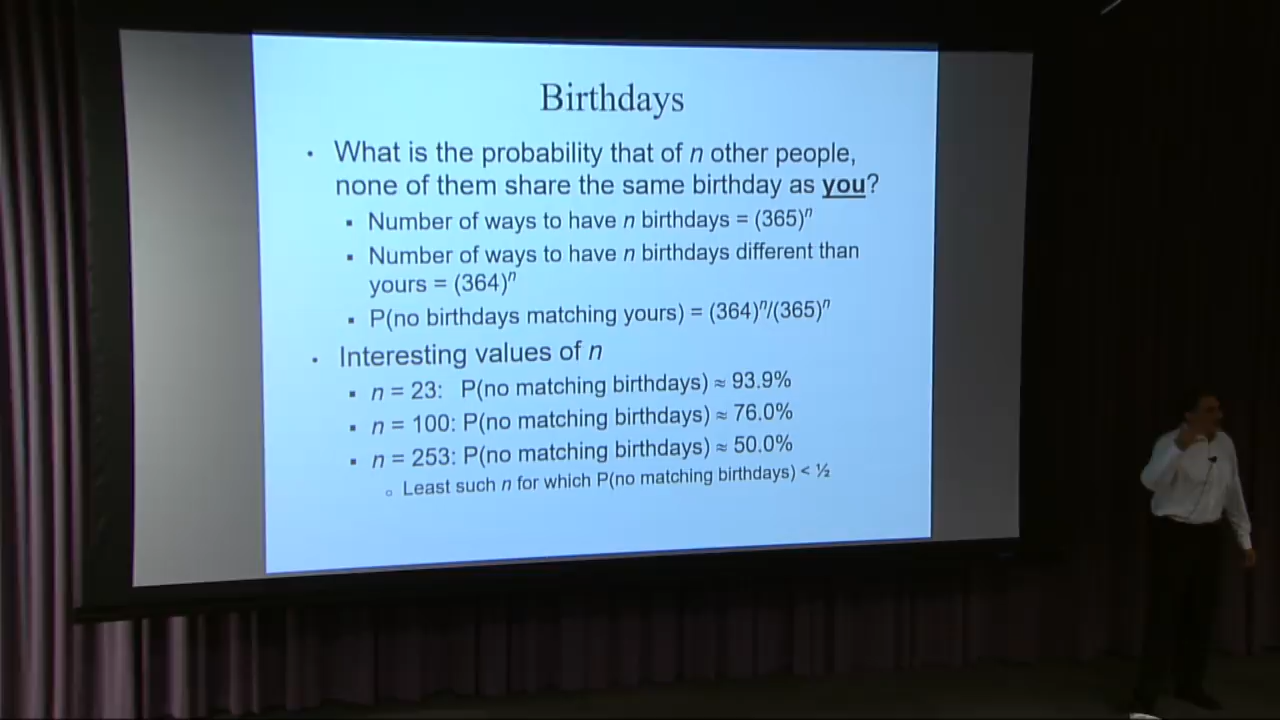 Birthdays
• What is the probability that of n other people,
none of them share the same birthday as you?
▪ Number of ways to have n birthdays = (365)ⁿ
▪ Number of ways to have n birthdays different than
yours = (364)ⁿ
▪ P(no birthdays matching yours) = (364)ⁿ/(365)ⁿ
• Interesting values of n
▪ n = 23: P(no matching birthdays) ≈ 93.9%
▪ n = 100: P(no matching birthdays) ≈ 76.0%
▪ n = 253: P(no matching birthdays) ≈ 50.0%
▫ Least such n for which P(no matching birthdays) < ½